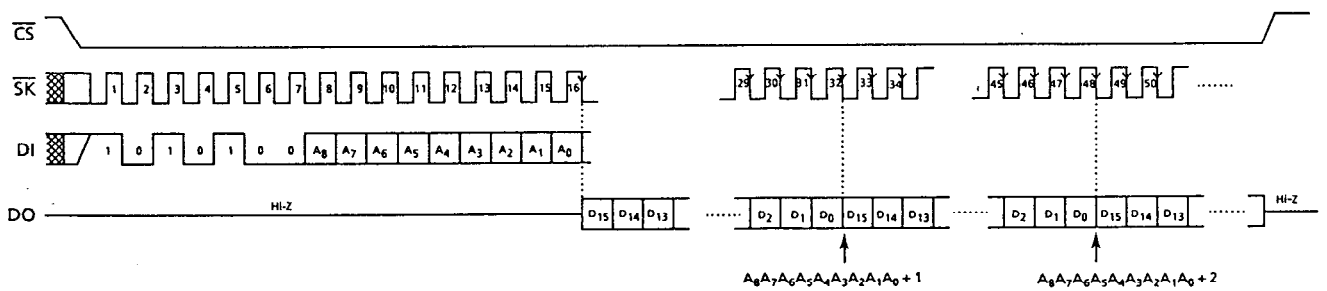 CS
SK 1 2 3 4 5 6 7 8 9 10 11 12 13 14 15 16 29 30 31 32 33 34 45 46 47 48 49 50 ......
DI 1 0 1 0 1 0 0 A8 A7 A6 A5 A4 A3 A2 A1 A0
DO Hi-Z D15 D14 D13 ...... D2 D1 D0 D15 D14 D13 ...... D2 D1 D0 D15 D14 D13 ...... Hi-Z
A8A7A6A5A4A3A2A1A0 + 1 A8A7A6A5A4A3A2A1A0 + 2